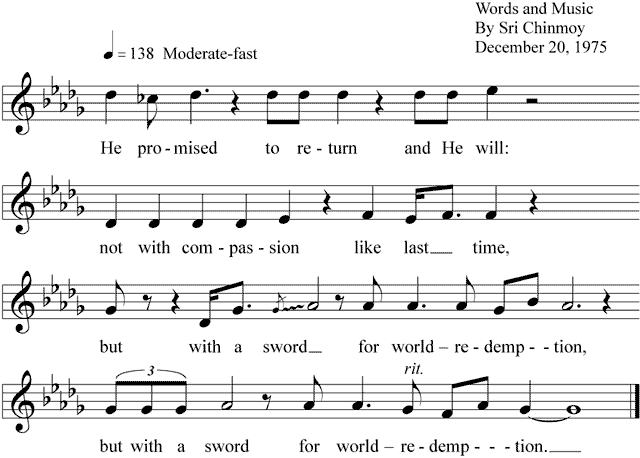 Words and Music
By Sri Chinmoy
December 20, 1975
= 138 Moderate-fast
He pro-mised to re-turn and He will:
not with com-pas-sion like last__ time,
but with a sword__ for world–re-demp--tion,
3
rit.
but with a sword for world–re-demp---tion.___